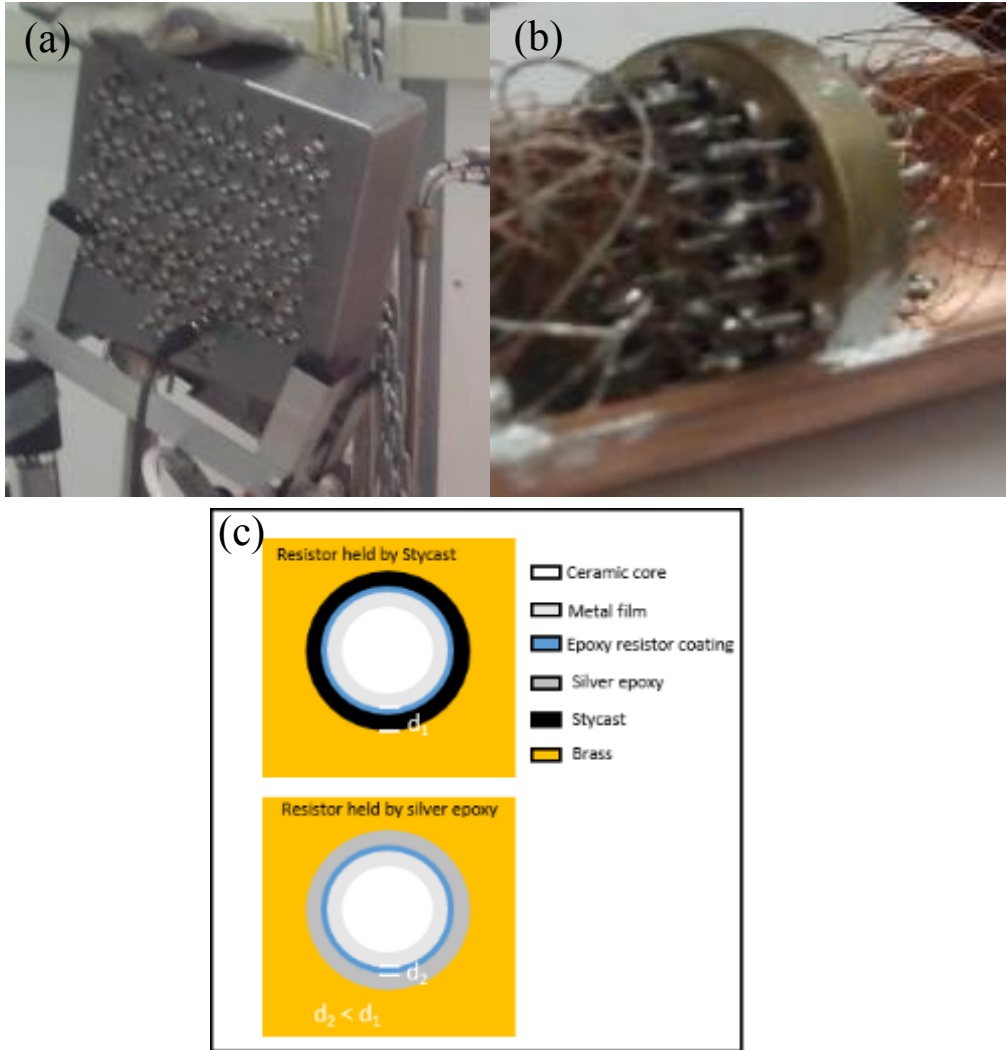 (a)
(b)
(c)
Resistor held by Stycast
Ceramic core
Metal film
Epoxy resistor coating
Silver epoxy
Stycast
Brass
d1
Resistor held by silver epoxy
d2
d2 < d1